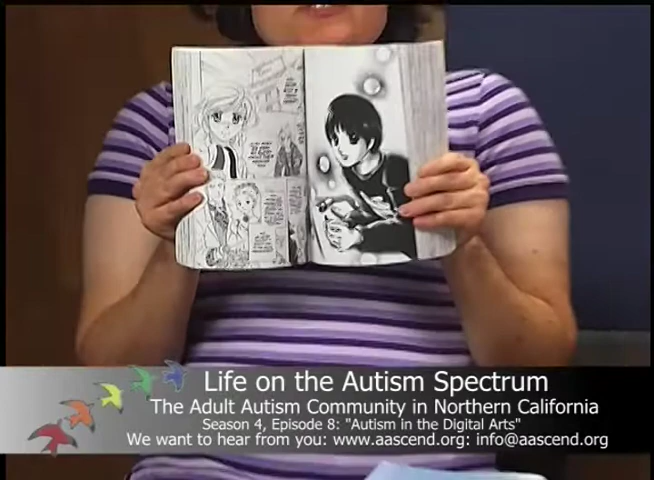 Life on the Autism Spectrum
The Adult Autism Community in Northern California
Season 4, Episode 8: "Autism in the Digital Arts"
We want to hear from you: www.aascend.org: info@aascend.org